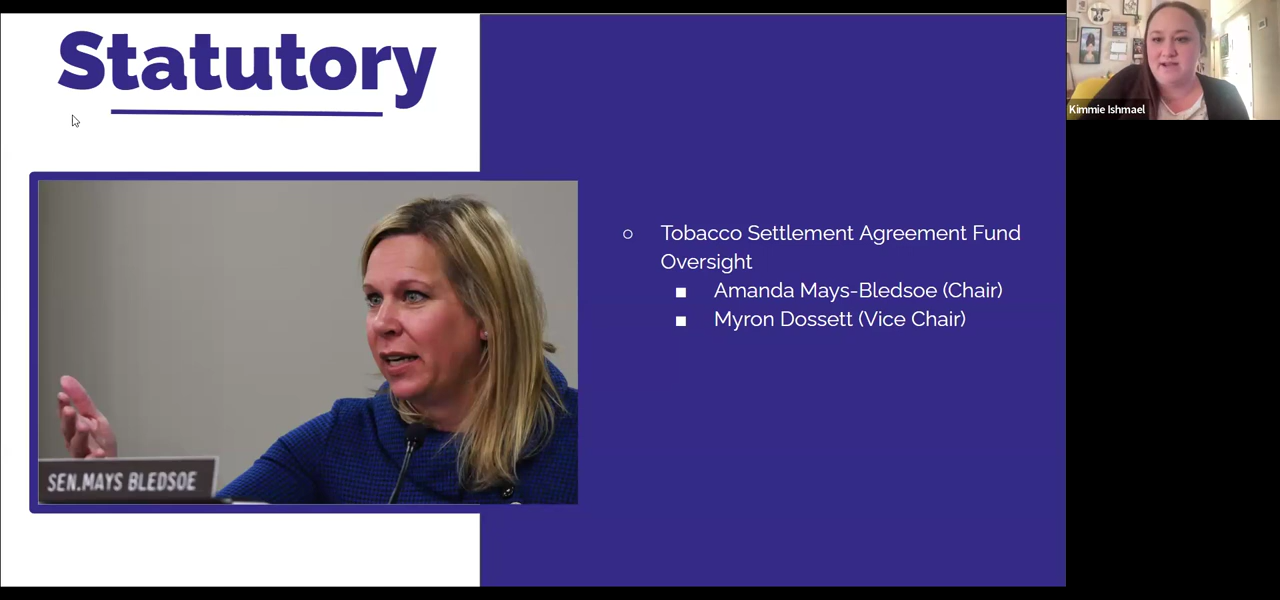 Statutory
Kimmie Ishmael
○ Tobacco Settlement Agreement Fund
Oversight
■ Amanda Mays-Bledsoe (Chair)
■ Myron Dossett (Vice Chair)
SEN.MAYS BLEDSOE